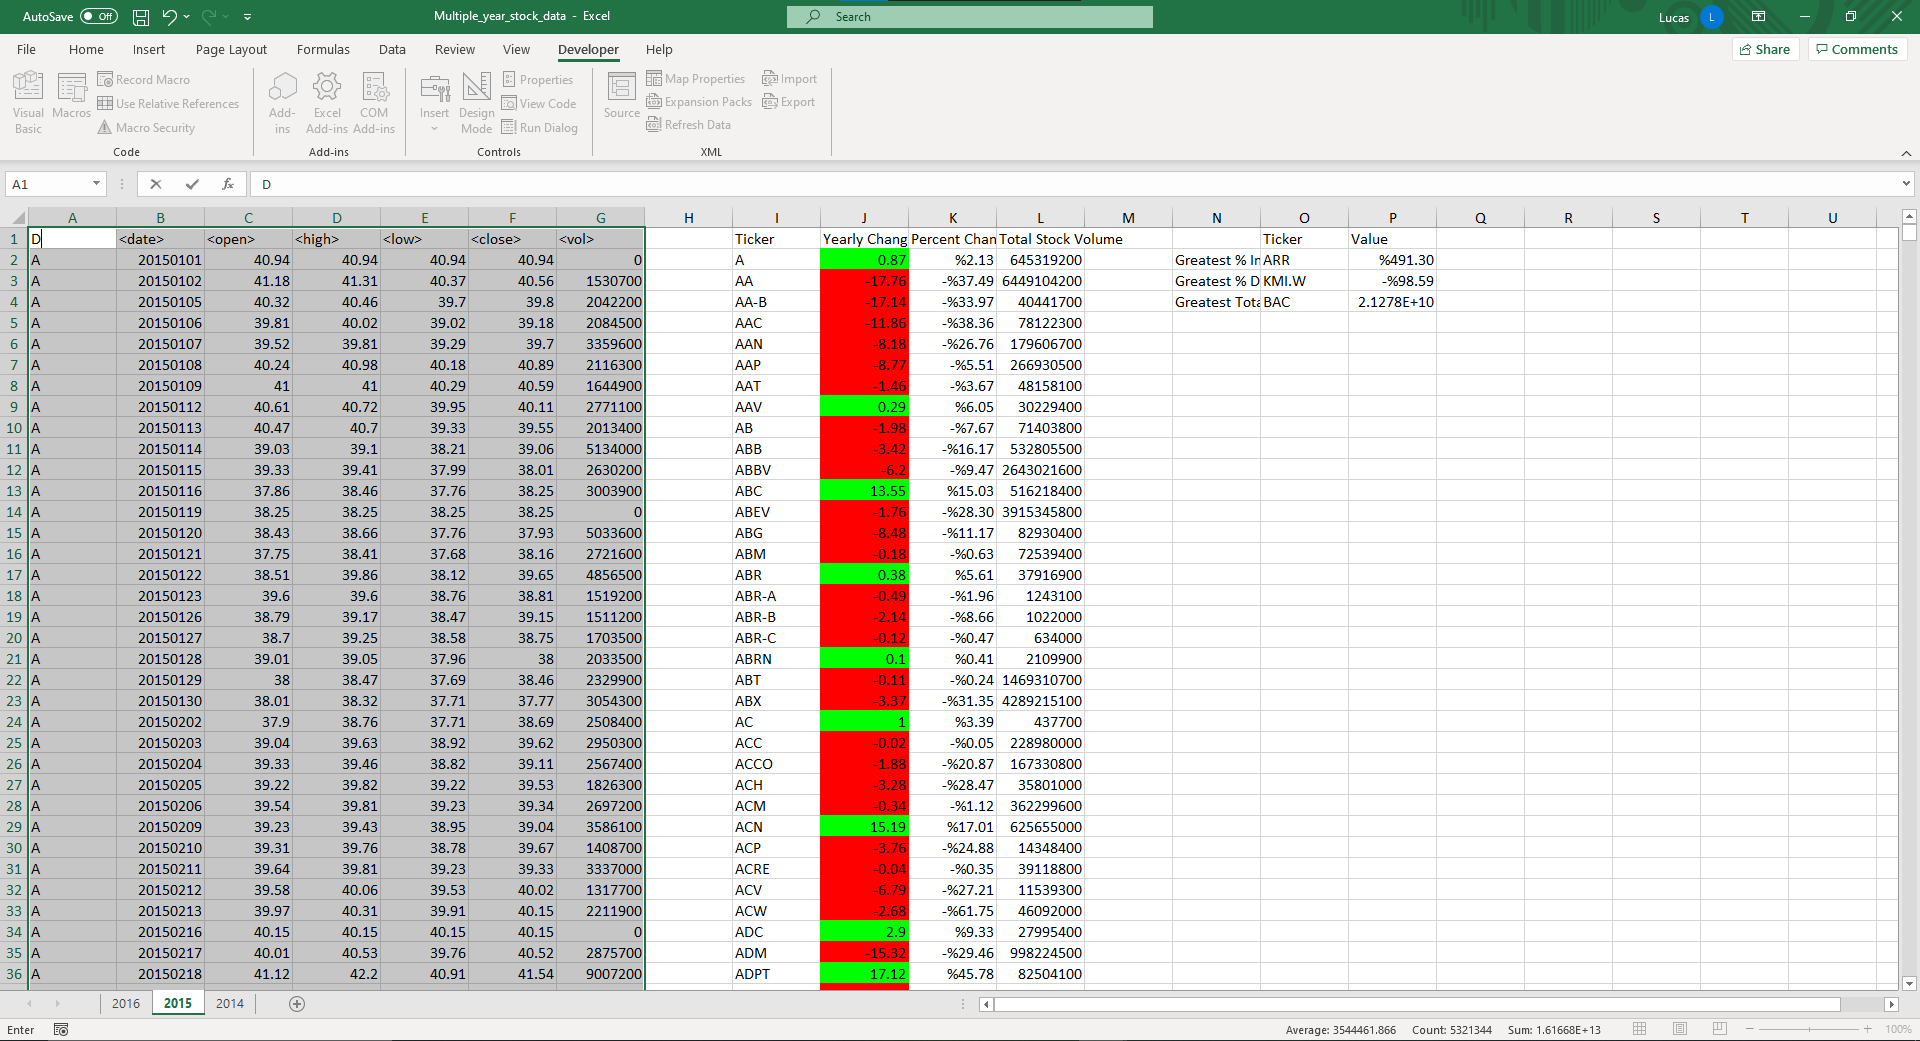 AutoSave Off Multiple_year_stock_data - Excel Search Lucas L
File Home Insert Page Layout Formulas Data Review View Developer Help Share Comments
Visual Basic Macros Record Macro Use Relative References Macro Security Code
Add-ins Excel Add-ins COM Add-ins Add-ins
Insert Design Mode Properties View Code Run Dialog Controls
Source Map Properties Expansion Packs Refresh Data Import Export XML
A1 fx D
A B C D E F G H I J K L M N O P Q R S T U
1 D <date> <open> <high> <low> <close> <vol> Ticker Yearly Chang Percent Chan Total Stock Volume Ticker Value
2 A 20150101 40.94 40.94 40.94 40.94 0 A 0.87 %2.13 645319200 Greatest % In ARR %491.30
3 A 20150102 41.18 41.31 40.37 40.56 1530700 AA -17.76 -%37.49 6449104200 Greatest % D KMI.W -%98.59
4 A 20150105 40.32 40.46 39.7 39.8 2042200 AA-B -17.14 -%33.97 40441700 Greatest Tota BAC 2.1278E+10
5 A 20150106 39.81 40.02 39.02 39.18 2084500 AAC -11.86 -%38.36 78122300
6 A 20150107 39.52 39.81 39.29 39.7 3359600 AAN -8.18 -%26.76 179606700
7 A 20150108 40.24 40.98 40.18 40.89 2116300 AAP -8.77 -%5.51 266930500
8 A 20150109 41 41 40.29 40.59 1644900 AAT -1.46 -%3.67 48158100
9 A 20150112 40.61 40.72 39.95 40.11 2771100 AAV 0.29 %6.05 30229400
10 A 20150113 40.47 40.7 39.33 39.55 2013400 AB -1.98 -%7.67 71403800
11 A 20150114 39.03 39.1 38.21 39.06 5134000 ABB -3.42 -%16.17 532805500
12 A 20150115 39.33 39.41 37.99 38.01 2630200 ABBV -6.2 -%9.47 2643021600
13 A 20150116 37.86 38.46 37.76 38.25 3003900 ABC 13.55 %15.03 516218400
14 A 20150119 38.25 38.25 38.25 38.25 0 ABEV -1.76 -%28.30 3915345800
15 A 20150120 38.43 38.66 37.76 37.93 5033600 ABG -8.48 -%11.17 82930400
16 A 20150121 37.75 38.41 37.68 38.16 2721600 ABM -0.18 -%0.63 72539400
17 A 20150122 38.51 39.86 38.12 39.65 4856500 ABR 0.38 %5.61 37916900
18 A 20150123 39.6 39.6 38.76 38.81 1519200 ABR-A -0.49 -%1.96 1243100
19 A 20150126 38.79 39.17 38.47 39.15 1511200 ABR-B -2.14 -%8.66 1022000
20 A 20150127 38.7 39.25 38.58 38.75 1703500 ABR-C -0.12 -%0.47 634000
21 A 20150128 39.01 39.05 37.96 38 2033500 ABRN 0.1 %0.41 2109900
22 A 20150129 38 38.47 37.69 38.46 2329900 ABT -0.11 -%0.24 1469310700
23 A 20150130 38.01 38.32 37.71 37.77 3054300 ABX -3.37 -%31.35 4289215100
24 A 20150202 37.9 38.76 37.71 38.69 2508400 AC 1 %3.39 437700
25 A 20150203 39.04 39.63 38.92 39.62 2950300 ACC -0.02 -%0.05 228980000
26 A 20150204 39.33 39.46 38.82 39.11 2567400 ACCO -1.88 -%20.87 167330800
27 A 20150205 39.22 39.82 39.22 39.53 1826300 ACH -3.28 -%28.47 35801000
28 A 20150206 39.54 39.81 39.23 39.34 2697200 ACM -0.34 -%1.12 362299600
29 A 20150209 39.23 39.43 38.95 39.04 3586100 ACN 15.19 %17.01 625655000
30 A 20150210 39.31 39.76 38.78 39.67 1408700 ACP -3.76 -%24.88 14348400
31 A 20150211 39.64 39.81 39.23 39.33 3337000 ACRE -0.04 -%0.35 39118800
32 A 20150212 39.58 40.06 39.53 40.02 1317700 ACV -6.79 -%27.21 11539300
33 A 20150213 39.97 40.31 39.91 40.15 2211900 ACW -2.68 -%61.75 46092000
34 A 20150216 40.15 40.15 40.15 40.15 0 ADC 2.9 %9.33 27995400
35 A 20150217 40.01 40.53 39.76 40.52 2875700 ADM -15.32 -%29.46 998224500
36 A 20150218 41.12 42.2 40.91 41.54 9007200 ADPT 17.12 %45.78 82504100
2016 2015 2014
Enter Average: 3544461.866 Count: 5321344 Sum: 1.61668E+13 100%